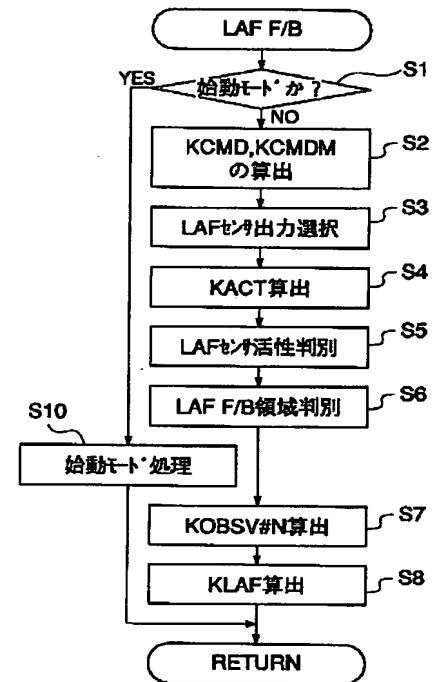 LAF F/B
S1
YES
始動ﾓｰﾄﾞか?
NO
S2
KCMD,KCMDM
の算出
S3
LAFｾﾝｻ出力選択
S4
KACT算出
S5
LAFｾﾝｻ活性判別
S6
LAF F/B領域判別
S10
始動ﾓｰﾄﾞ処理
S7
KOBSV#N算出
S8
KLAF算出
RETURN